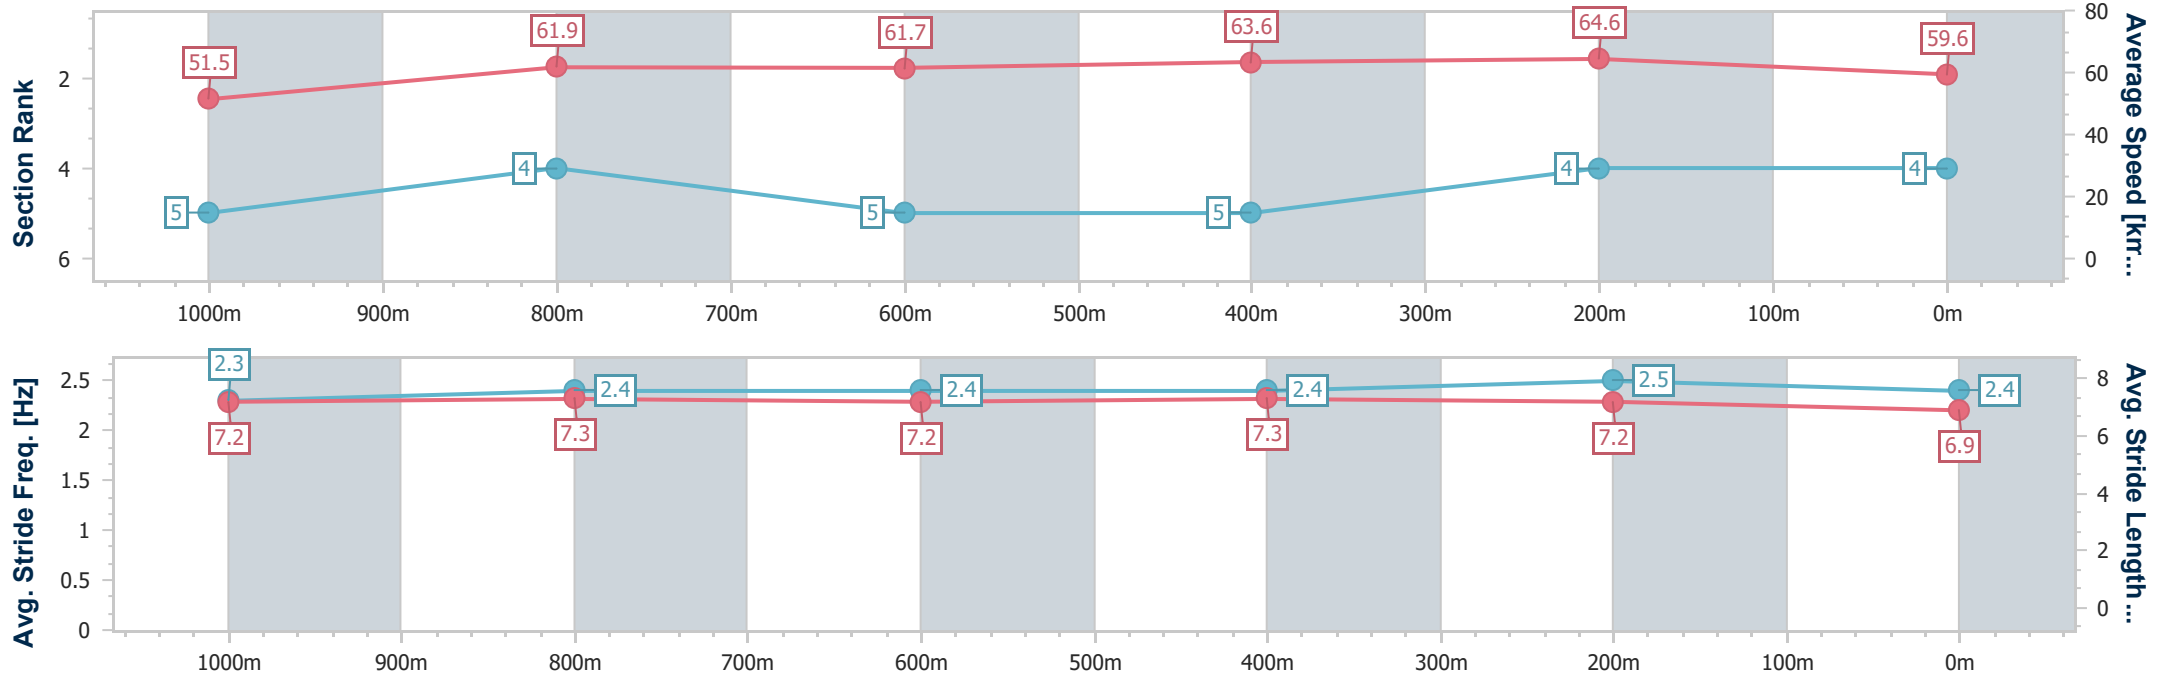 Section Rank
2
4
6
51.5
61.9
61.7
63.6
64.6
59.6
5
4
5
5
4
4
80
60
40
20
0
Average Speed [km...
1000m
900m
800m
700m
600m
500m
400m
300m
200m
100m
0m
Avg. Stride Freq. [Hz]
2.5
2
1.5
1
0.5
0
2.3
2.4
2.4
2.4
2.5
2.4
7.2
7.3
7.2
7.3
7.2
6.9
8
6
4
2
0
Avg. Stride Length ...
1000m
900m
800m
700m
600m
500m
400m
300m
200m
100m
0m